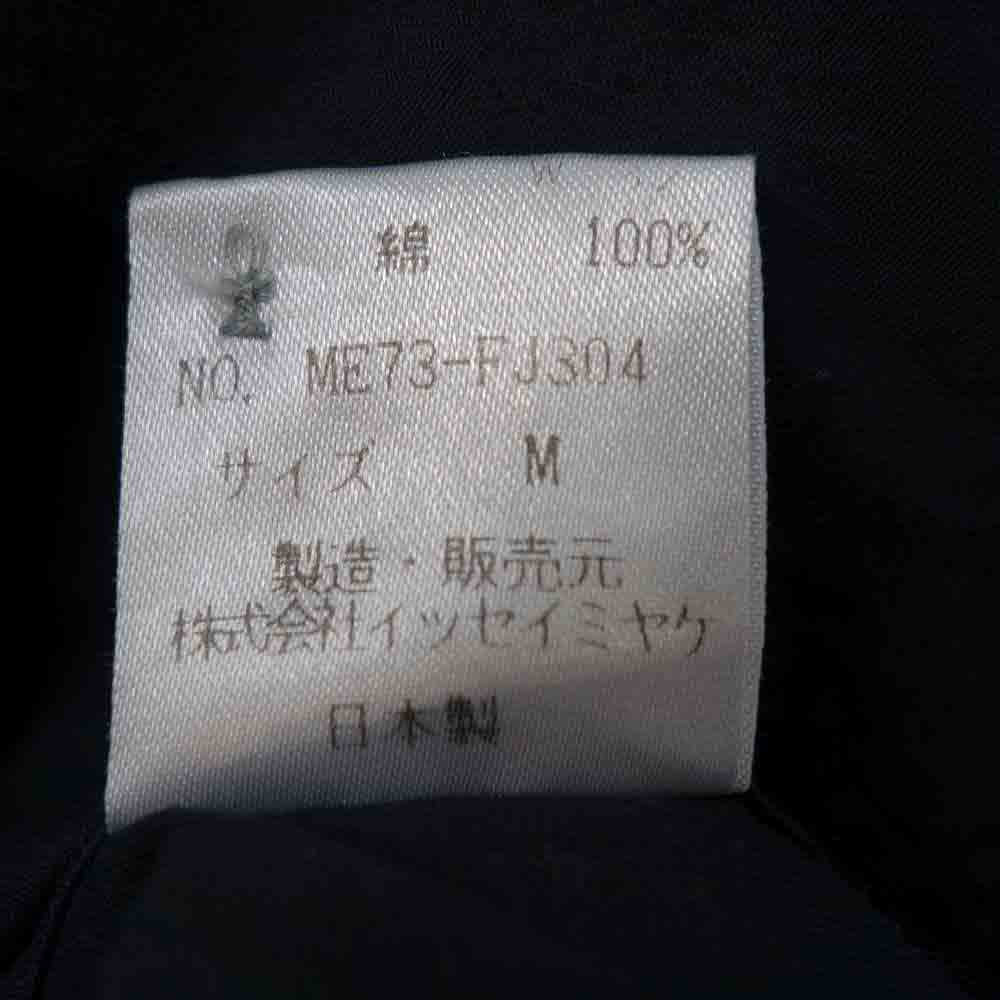 綿 100%
NO. ME73-FJ304
サイズ M
製造・販売元
株式会社イッセイミヤケ
日本製